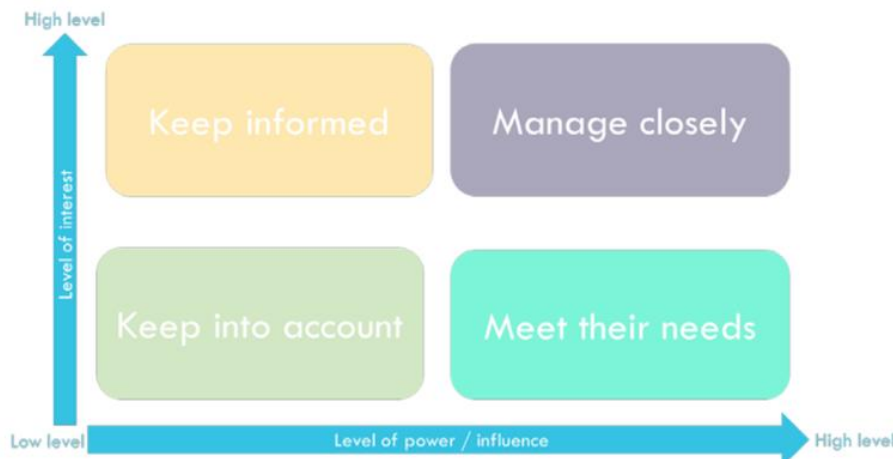 High level
Keep informed
Manage closely
Level of interest
Keep into account
Meet their needs
Low level
Level of power / influence
High level